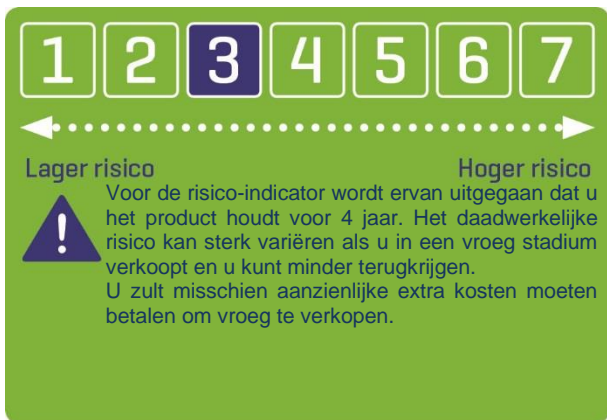 1 2 3 4 5 6 7
Lager risico Hoger risico
Voor de risico-indicator wordt ervan uitgegaan dat u
het product houdt voor 4 jaar. Het daadwerkelijke
risico kan sterk variëren als u in een vroeg stadium
verkoopt en u kunt minder terugkrijgen.
U zult misschien aanzienlijke extra kosten moeten
betalen om vroeg te verkopen.